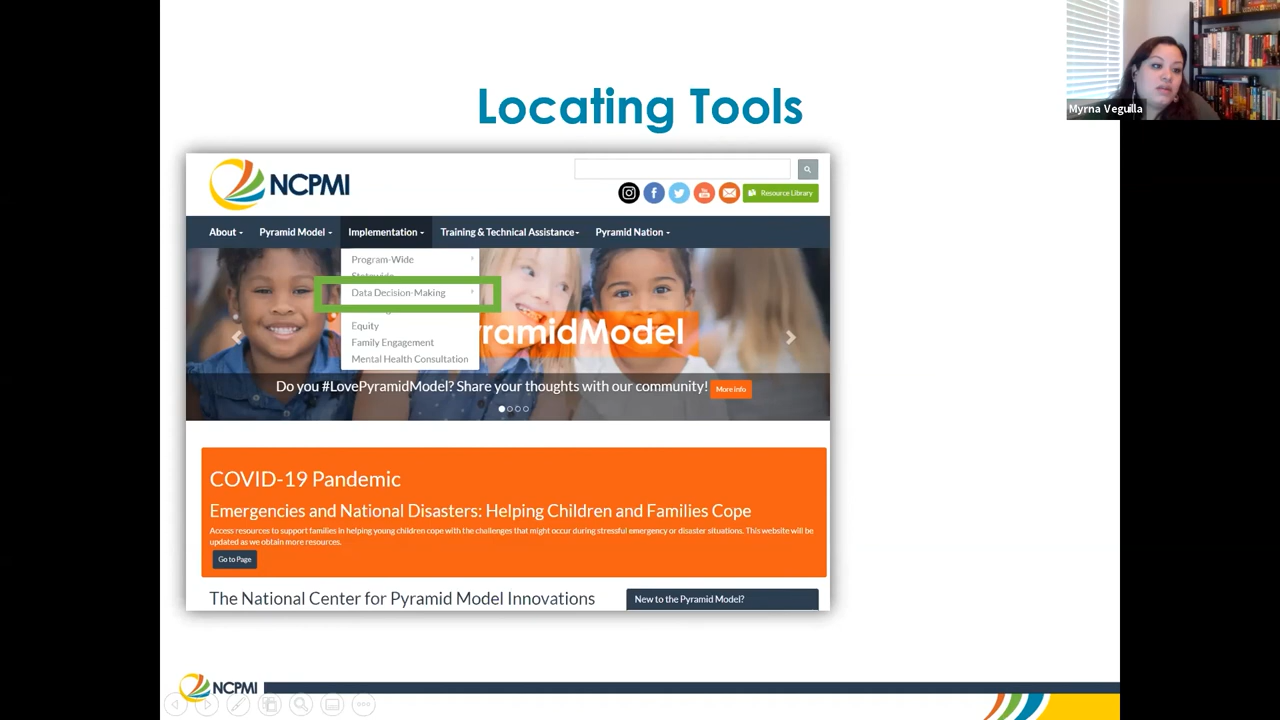 Locating Tools
Myrna Veguilla
NCPMI
Resource Library
About
Pyramid Model
Implementation
Training & Technical Assistance
Pyramid Nation
Program-Wide
Statewide
Data Decision-Making
Equity
Family Engagement
Mental Health Consultation
yramidModel
Do you #LovePyramidModel? Share your thoughts with our community!
More Info
COVID-19 Pandemic
Emergencies and National Disasters: Helping Children and Families Cope
Access resources to support families in helping young children cope with the challenges that might occur during stressful emergency or disaster situations. This website will
be updated as we obtain more resources.
Go to Page
The National Center for Pyramid Model Innovations
New to the Pyramid Model?
NCPMI